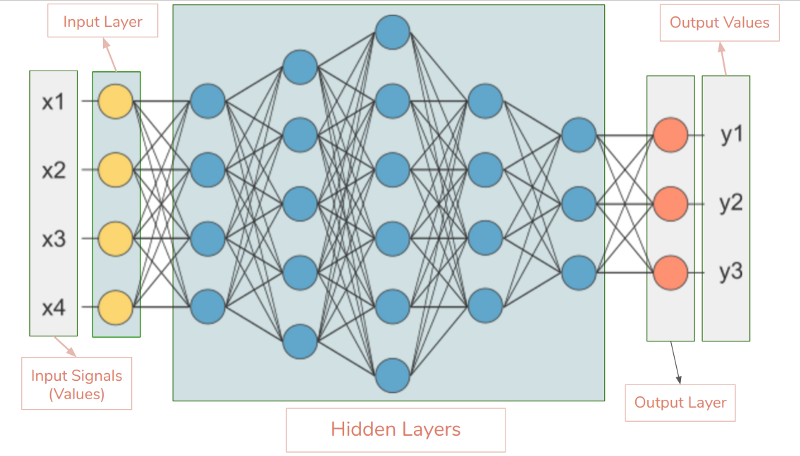 Input Layer
Output Values
x1
x2
x3
x4
y1
y2
y3
Input Signals
(Values)
Output Layer
Hidden Layers